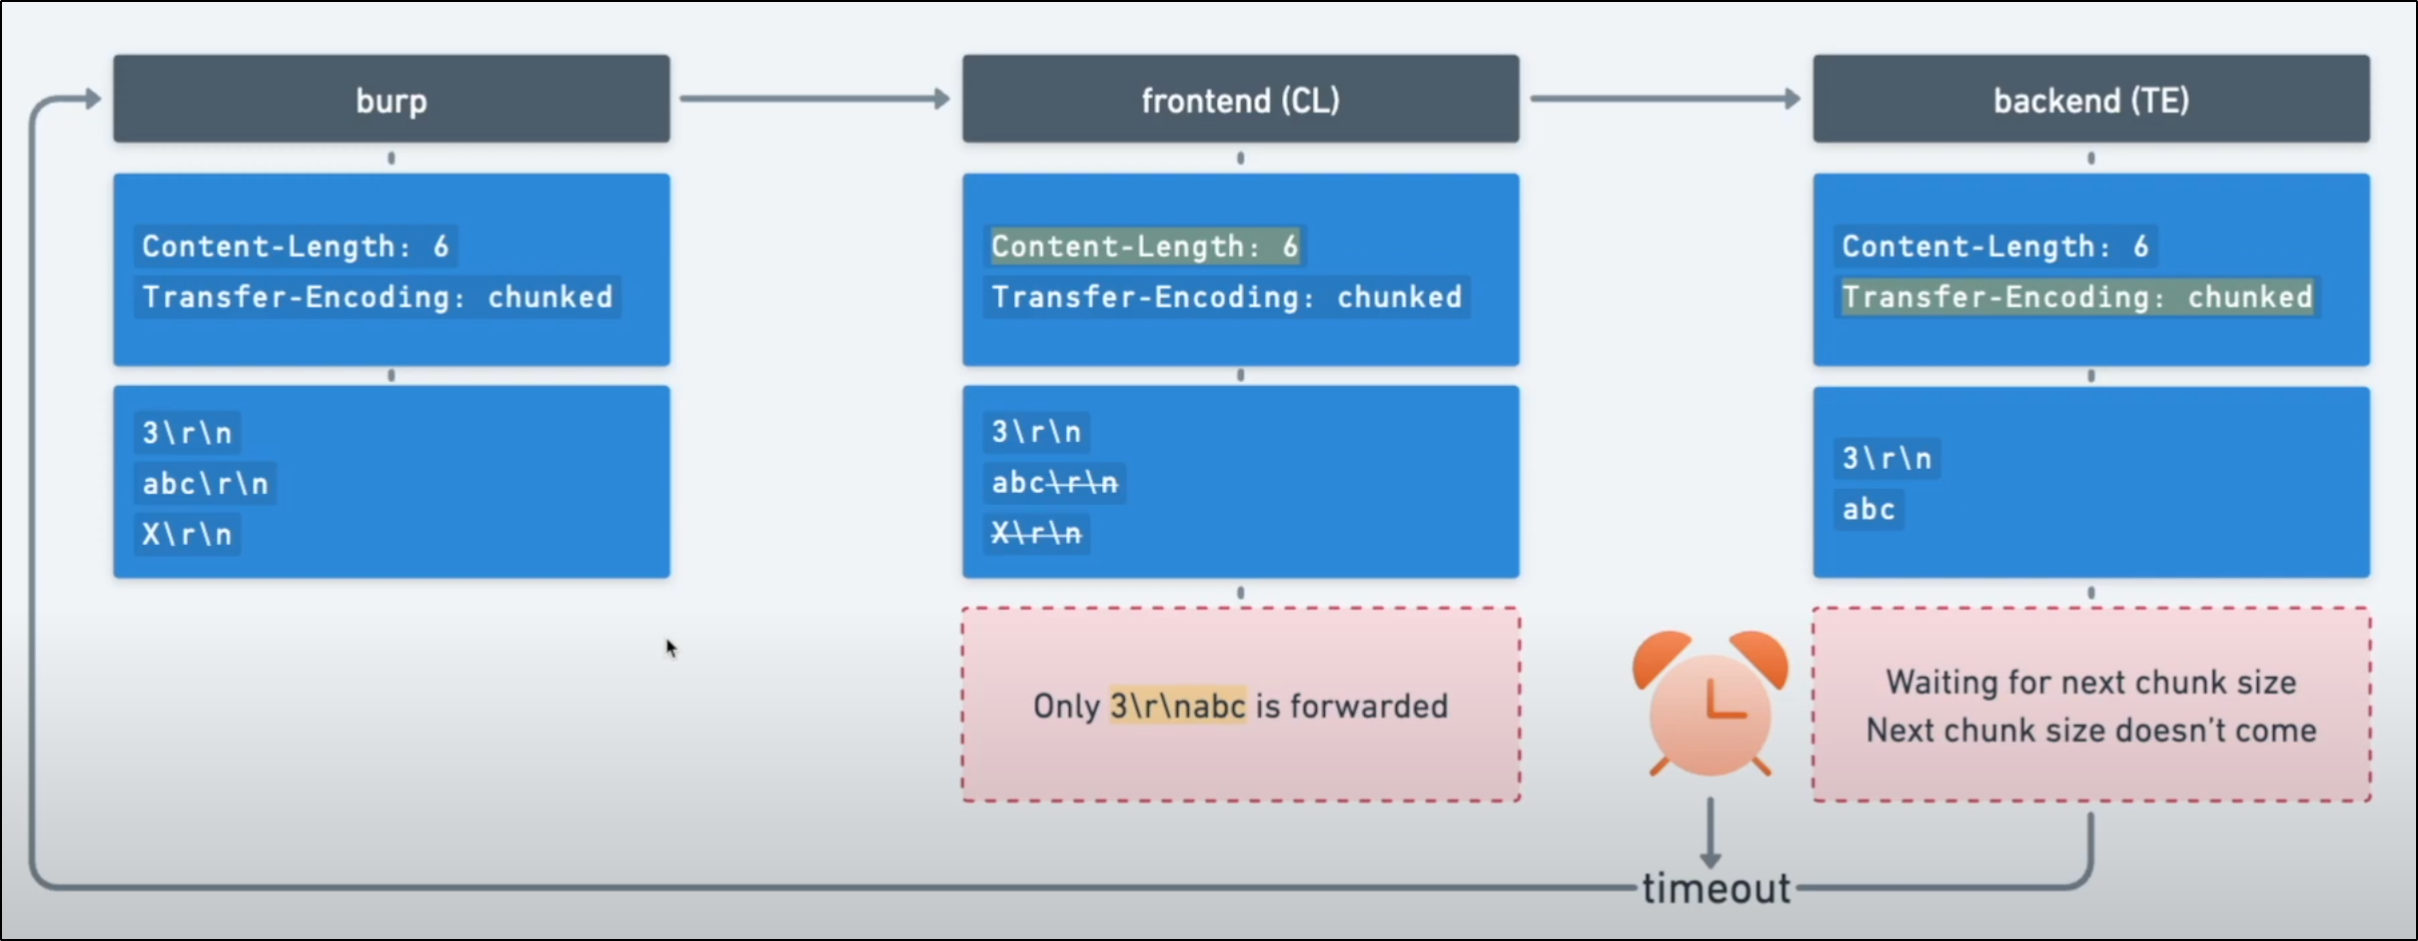 burp
Content-Length: 6
Transfer-Encoding: chunked
3\r\n
abc\r\n
X\r\n
frontend (CL)
Content-Length: 6
Transfer-Encoding: chunked
3\r\n
abc\r\n
X\r\n
Only 3\r\nabc is forwarded
backend (TE)
Content-Length: 6
Transfer-Encoding: chunked
3\r\n
abc
Waiting for next chunk size
Next chunk size doesn't come
timeout